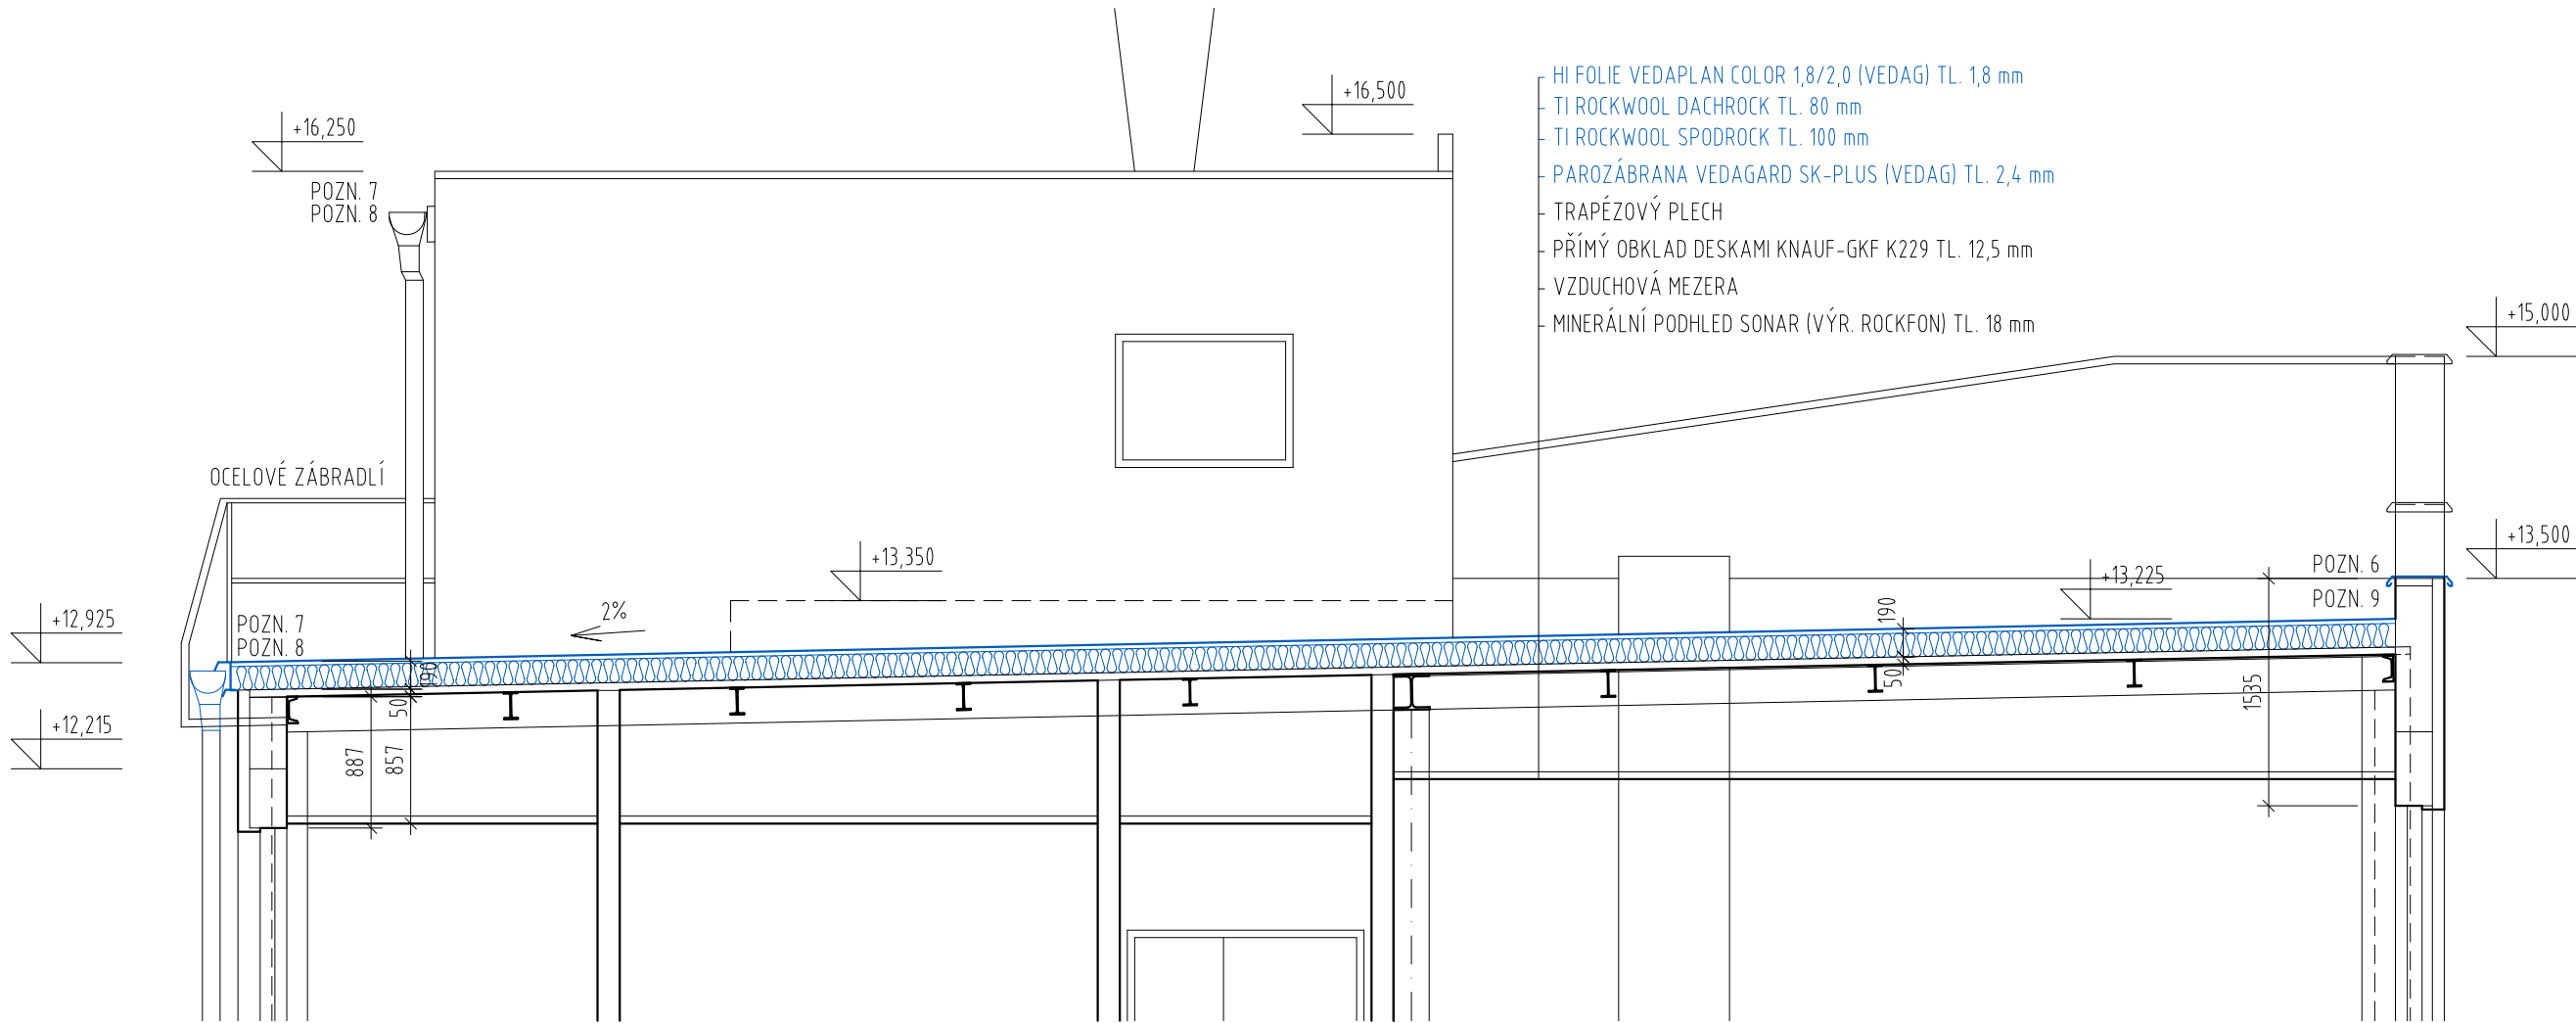 HI FOLIE VEDAPLAN COLOR 1,8/2,0 (VEDAG) TL. 1,8 mm
TI ROCKWOOL DACHROCK TL. 80 mm
TI ROCKWOOL SPODROCK TL. 100 mm
PAROZÁBRANA VEDAGARD SK-PLUS (VEDAG) TL. 2,4 mm
TRAPÉZOVÝ PLECH
PŘÍMÝ OBKLAD DESKAMI KNAUF-GKF K229 TL. 12,5 mm
VZDUCHOVÁ MEZERA
MINERÁLNÍ PODHLED SONAR (VÝR. ROCKFON) TL. 18 mm
+16,500
+16,250
POZN. 7
POZN. 8
+15,000
OCELOVÉ ZÁBRADLÍ
+13,500
+13,350
POZN. 6
+13,225
POZN. 9
2%
190
+12,925
POZN. 7
POZN. 8
190
50
50
1535
+12,215
887
857